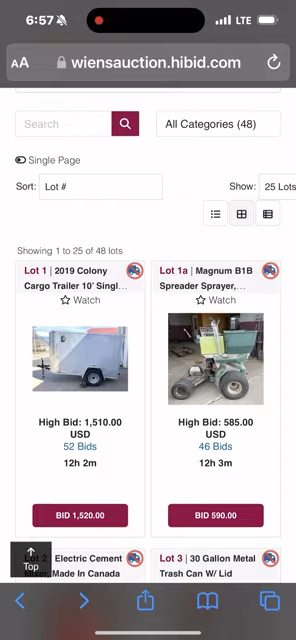 6:57
LTE
AA
wiensauction.hibid.com
Search
All Categories (48)
Single Page
Sort:
Lot #
Show:
25 Lots
Showing 1 to 25 of 48 lots
Lot 1 | 2019 Colony
Cargo Trailer 10' Singl...
Watch
High Bid: 1,510.00
USD
52 Bids
12h 2m
BID 1,520.00
Lot 1a | Magnum B1B
Spreader Sprayer,...
Watch
High Bid: 585.00
USD
46 Bids
12h 3m
BID 590.00
Top
Lot 2 | Electric Cement
Mixer, Made In Canada
Lot 3 | 30 Gallon Metal
Trash Can W/ Lid